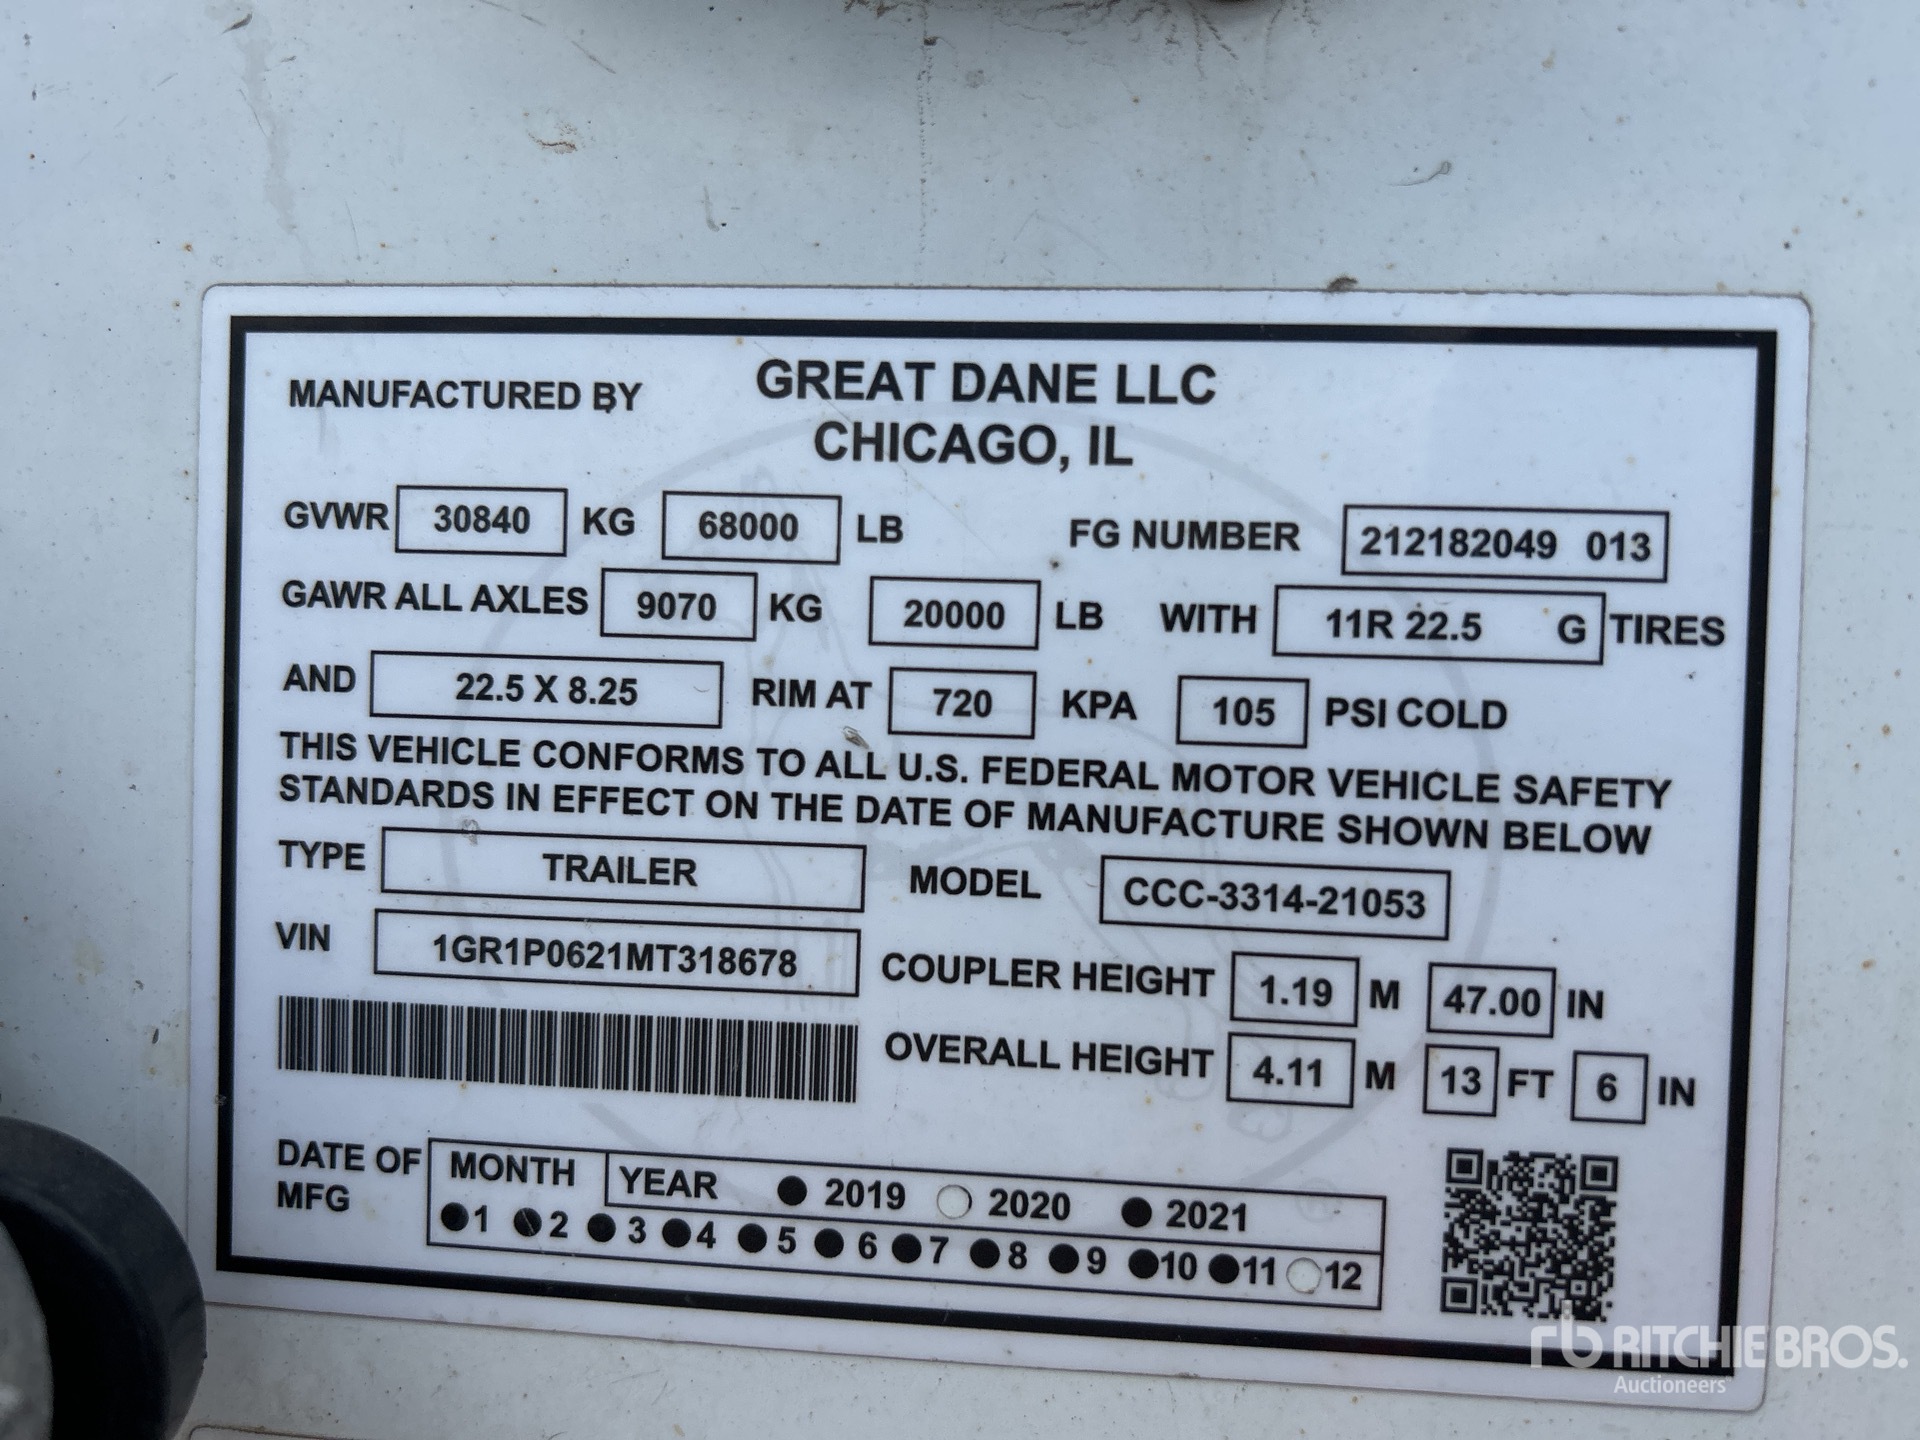 MANUFACTURED BY GREAT DANE LLC
CHICAGO, IL
GVWR 30840 KG 68000 LB FG NUMBER 212182049 013
GAWR ALL AXLES 9070 KG 20000 LB WITH 11R 22.5 G TIRES
AND 22.5 X 8.25 RIM AT 720 KPA 105 PSI COLD
THIS VEHICLE CONFORMS TO ALL U.S. FEDERAL MOTOR VEHICLE SAFETY
STANDARDS IN EFFECT ON THE DATE OF MANUFACTURE SHOWN BELOW
TYPE TRAILER MODEL CCC-3314-21053
VIN 1GR1P0621MT318678 COUPLER HEIGHT 1.19 M 47.00 IN
OVERALL HEIGHT 4.11 M 13 FT 6 IN
DATE OF MFG MONTH YEAR 2019 2020 2021
1 2 3 4 5 6 7 8 9 10 11 12
rb RITCHIE BROS.
Auctioneers